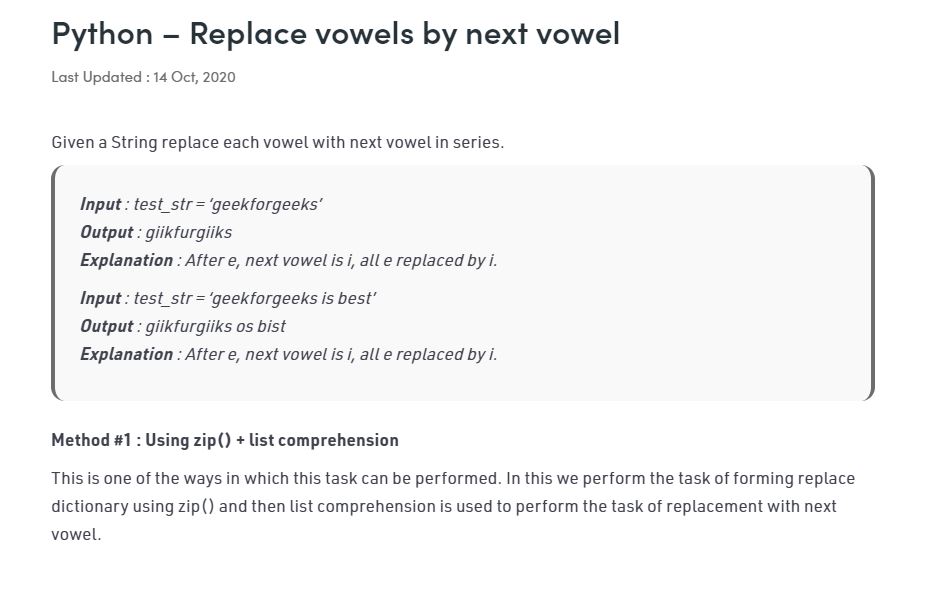 Python – Replace vowels by next vowel
Last Updated : 14 Oct, 2020
Given a String replace each vowel with next vowel in series.
Input : test_str = ‘geekforgeeks’
Output : giikfurgiiks
Explanation : After e, next vowel is i, all e replaced by i.
Input : test_str = ‘geekforgeeks is best’
Output : giikfurgiiks os bist
Explanation : After e, next vowel is i, all e replaced by i.
Method #1 : Using zip() + list comprehension
This is one of the ways in which this task can be performed. In this we perform the task of forming replace
dictionary using zip() and then list comprehension is used to perform the task of replacement with next
vowel.